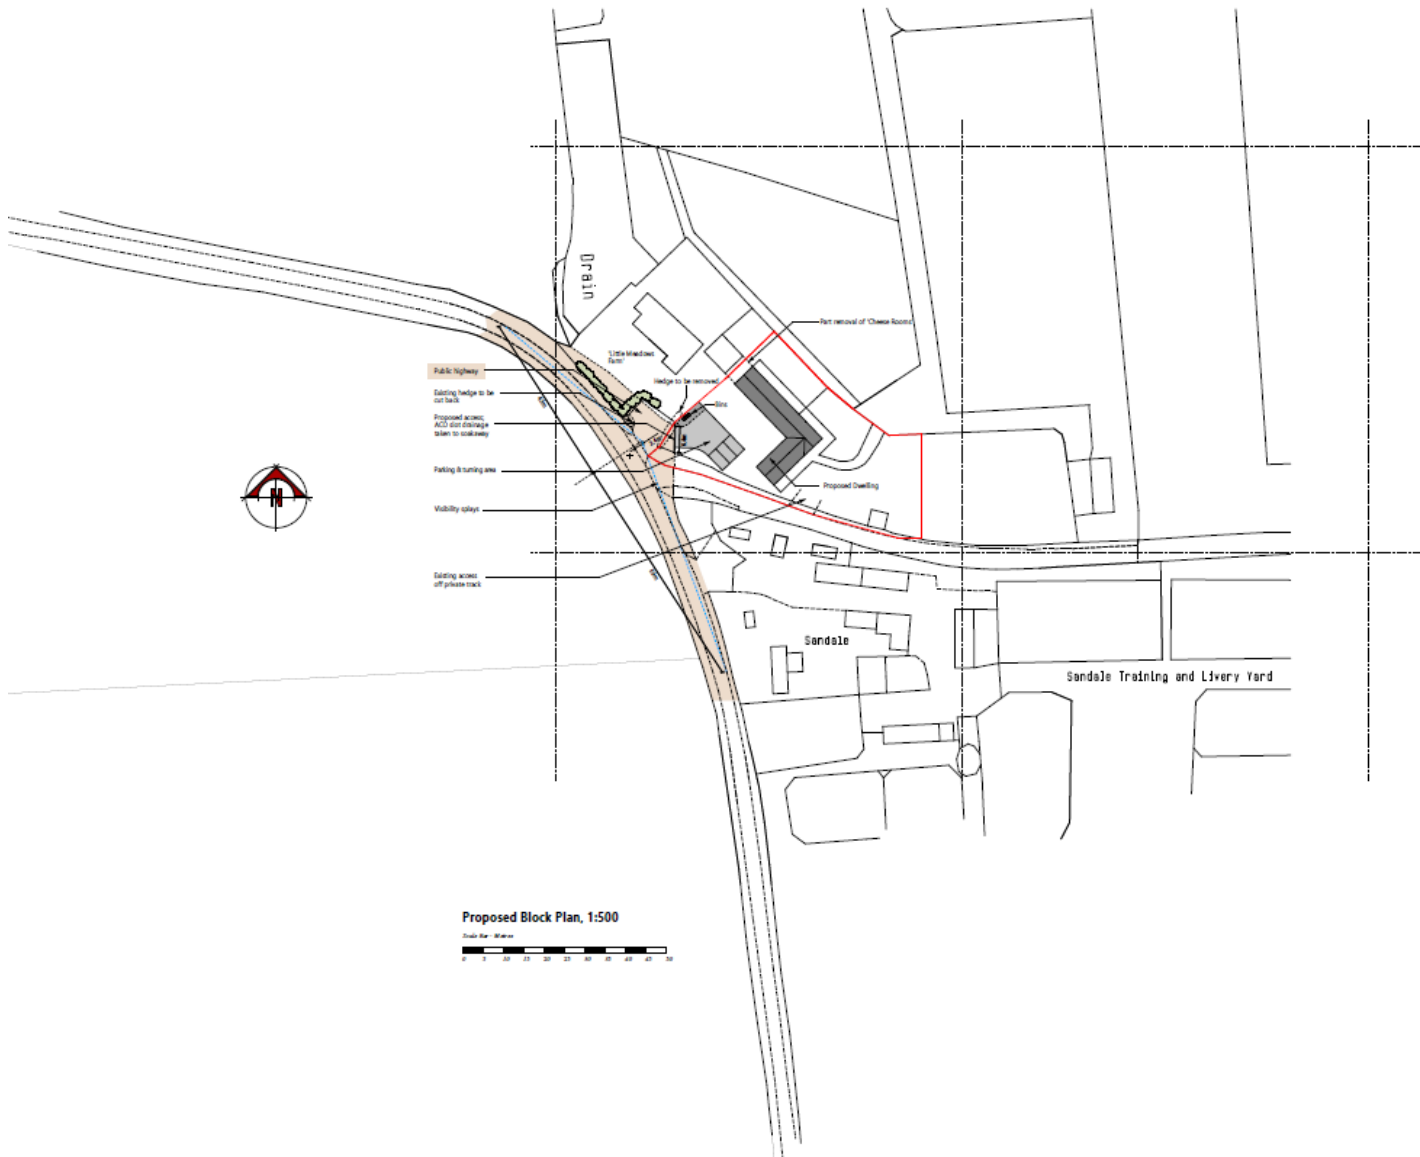 Drain
Part removal of 'Cheese Rooms'
'Little Meadows
Farm'
Public highway
Hedge to be removed
Existing hedge to be
cut back
Bins
Proposed access;
ACO slot drainage
taken to soakaway
Parking & turning area
Proposed Dwelling
Visibility splays
N
Existing access
off private track
Sandale
Sandale Training and Livery Yard
Proposed Block Plan, 1:500
Scale Bar - Metres
0 5 10 15 20 25 30 35 40 45 50